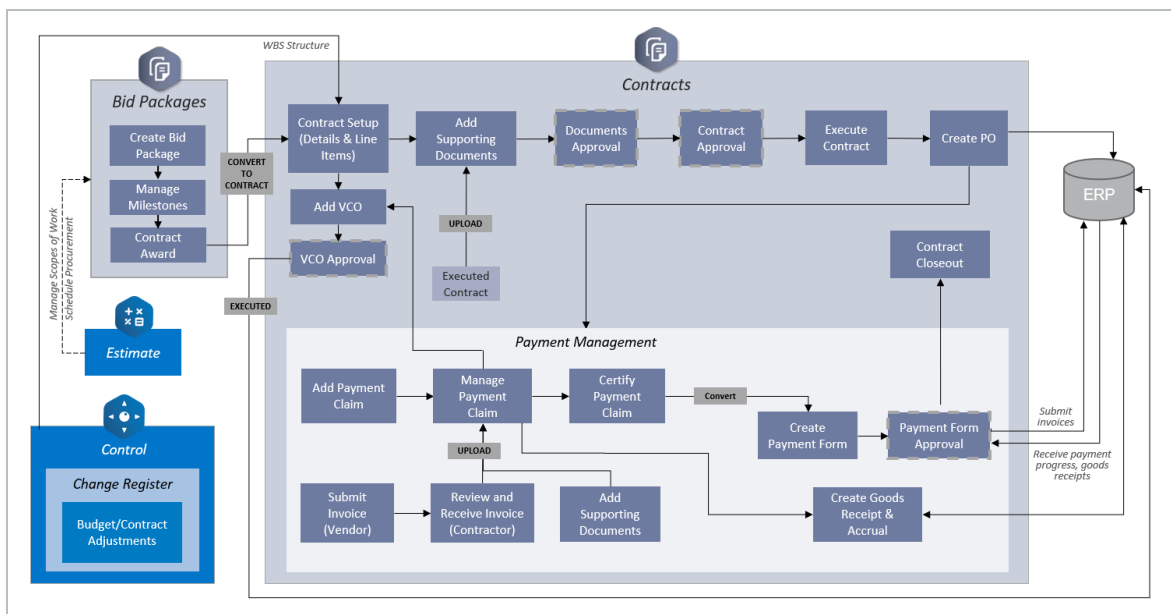 WBS Structure
Bid Packages
Create Bid
Package
Manage
Milestones
Contract
Award
CONVERT
TO
CONTRACT
Manage Scopes of Work
Schedule Procurement
Estimate
Control
Change Register
Budget/Contract
Adjustments
Contracts
Contract Setup
(Details & Line
Items)
Add
Supporting
Documents
Documents
Approval
Contract
Approval
Execute
Contract
Create PO
ERP
Add VCO
VCO Approval
EXECUTED
UPLOAD
Executed
Contract
Contract
Closeout
Payment Management
Add Payment
Claim
Manage
Payment
Claim
Certify
Payment
Claim
Convert
Create
Payment Form
Payment Form
Approval
Submit
invoices
Receive payment
progress, goods
receipts
UPLOAD
Submit
Invoice
(Vendor)
Review and
Receive Invoice
(Contractor)
Add
Supporting
Documents
Create Goods
Receipt &
Accrual